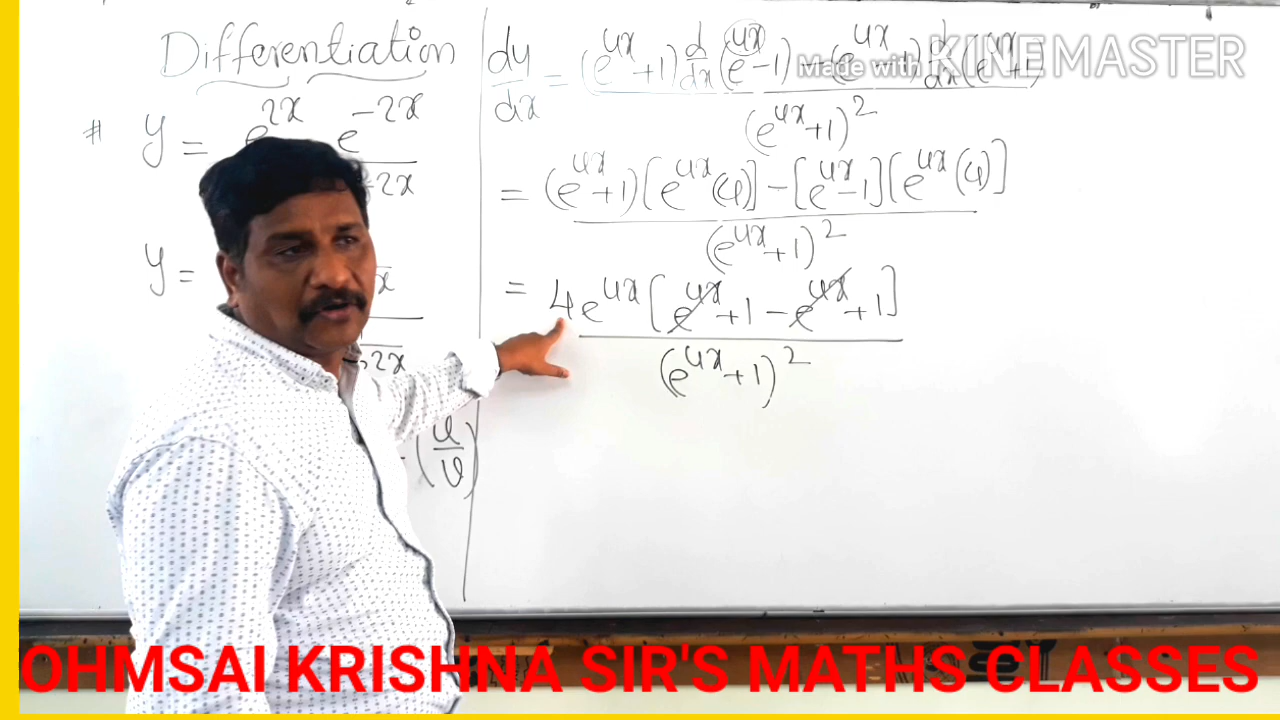 Differentiation
# y = e^{2x} e^{-2x}
-2x
y = x
-2x
(u/v)
dy/dx = (e^{4x}+1) d/dx (e^{4x}-1) - (e^{4x}-1) d/dx (e^{4x}+1)
(e^{4x}+1)^2
= (e^{4x}+1)[e^{4x}(4)] - [e^{4x}-1][e^{4x}(4)]
(e^{4x}+1)^2
= 4e^{4x}[e^{4x}+1-e^{4x}+1]
(e^{4x}+1)^2
Made with KINEMASTER
OHMSAI KRISHNA SIR'S MATHS CLASSES